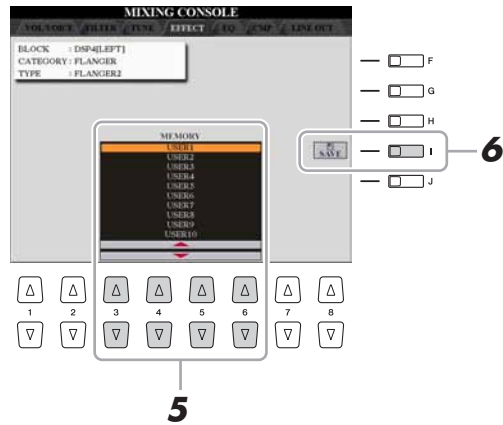 MIXING CONSOLE
VOL/VOICE FILTER TUNE EFFECT EQ CMP LINE OUT
BLOCK : DSP4[LEFT]
CATEGORY : FLANGER
TYPE : FLANGER2
F
G
H
MEMORY
USER1
USER2
USER3
USER4
USER5
USER6
USER7
USER8
USER9
USER10
SAVE
I
6
J
1 2 3 4 5 6 7 8
5